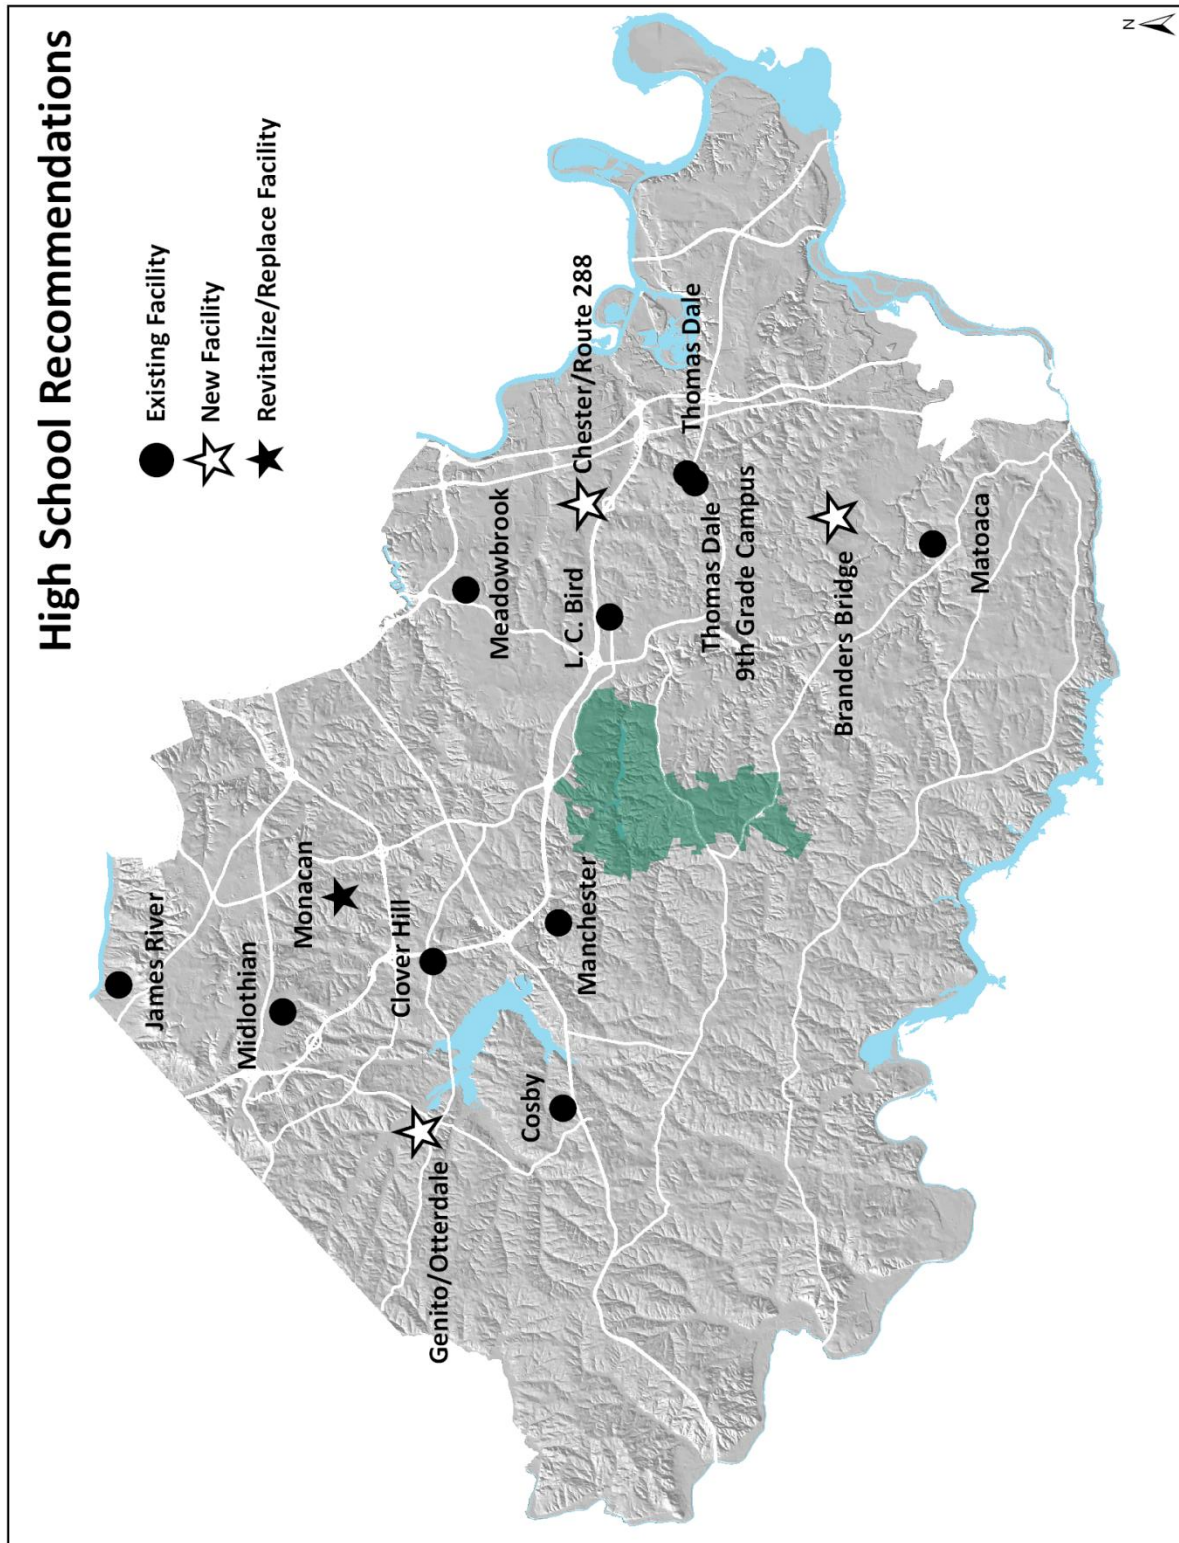 High School Recommendations
Existing Facility
New Facility
Revitalize/Replace Facility
James River
Midlothian
Monacan
Clover Hill
Genito/Otterdale
Cosby
Manchester
Meadowbrook
L.C. Bird
Chester/Route 288
Thomas Dale
Thomas Dale
9th Grade Campus
Branders Bridge
Matoaca
N